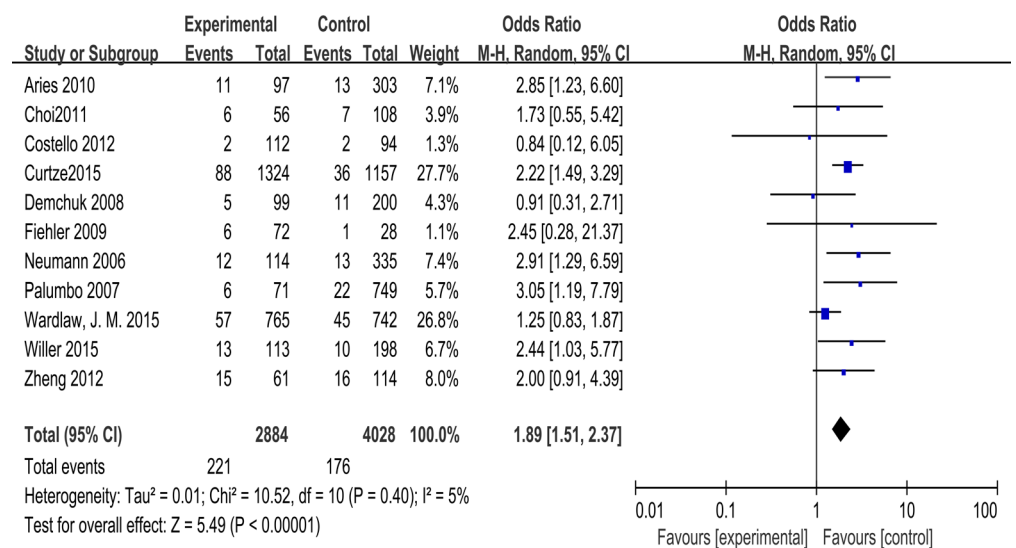 Experimental Control Odds Ratio Odds Ratio
Study or Subgroup Events Total Events Total Weight M-H, Random, 95% CI M-H, Random, 95% CI
Aries 2010 11 97 13 303 7.1% 2.85 [1.23, 6.60]
Choi2011 6 56 7 108 3.9% 1.73 [0.55, 5.42]
Costello 2012 2 112 2 94 1.3% 0.84 [0.12, 6.05]
Curtze2015 88 1324 36 1157 27.7% 2.22 [1.49, 3.29]
Demchuk 2008 5 99 11 200 4.3% 0.91 [0.31, 2.71]
Fiehler 2009 6 72 1 28 1.1% 2.45 [0.28, 21.37]
Neumann 2006 12 114 13 335 7.4% 2.91 [1.29, 6.59]
Palumbo 2007 6 71 22 749 5.7% 3.05 [1.19, 7.79]
Wardlaw, J. M. 2015 57 765 45 742 26.8% 1.25 [0.83, 1.87]
Willer 2015 13 113 10 198 6.7% 2.44 [1.03, 5.77]
Zheng 2012 15 61 16 114 8.0% 2.00 [0.91, 4.39]
Total (95% CI) 2884 4028 100.0% 1.89 [1.51, 2.37]
Total events 221 176
Heterogeneity: Tau² = 0.01; Chi² = 10.52, df = 10 (P = 0.40); I² = 5%
Test for overall effect: Z = 5.49 (P < 0.00001)
0.01 0.1 1 10 100
Favours [experimental] Favours [control]